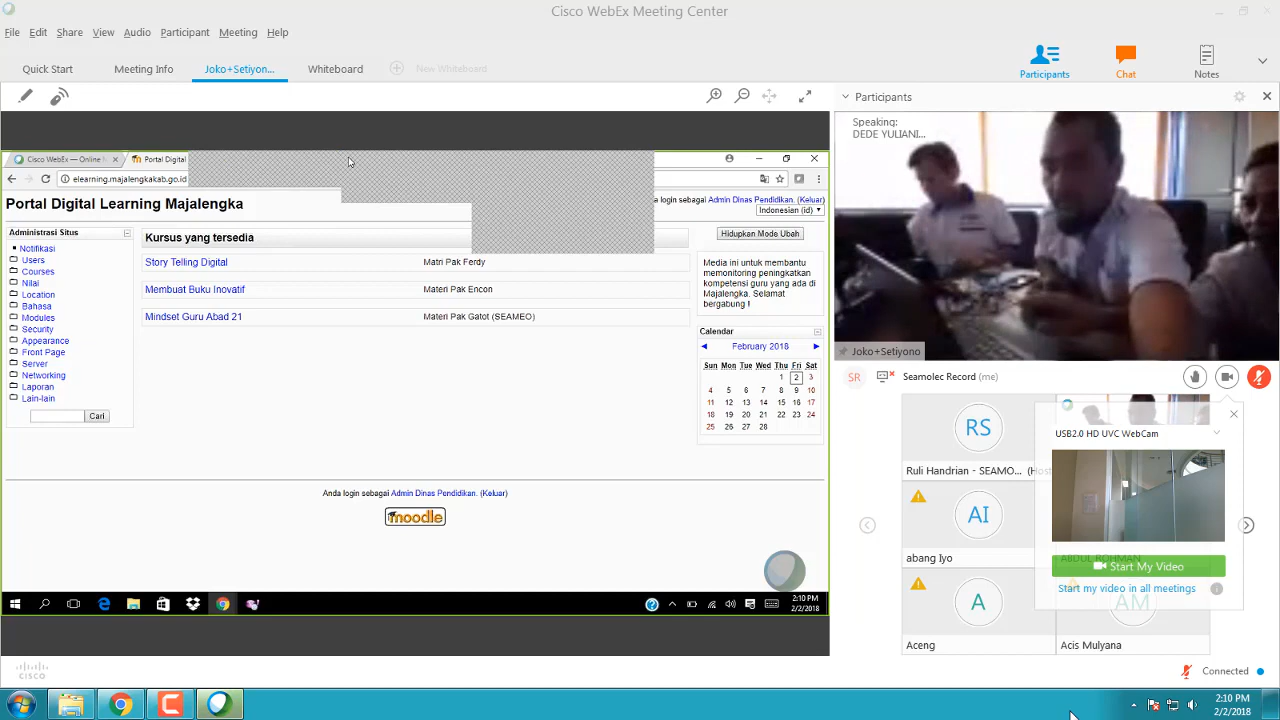 Cisco WebEx Meeting Center
File Edit Share View Audio Participant Meeting Help
Quick Start Meeting Info Joko+Setiyon... Whiteboard New Whiteboard
Participants Chat Notes
Participants
Speaking:
DEDE YULIANI...
Joko+Setiyono
Cisco WebEx — Online M
Portal Digital
elearning.majalengkakab.go.id
Portal Digital Learning Majalengka
a login sebagai Admin Dinas Pendidikan. (Keluar)
Indonesian (id)
Administrasi Situs
Notifikasi
Users
Courses
Nilai
Location
Bahasa
Modules
Security
Appearance
Front Page
Server
Networking
Laporan
Lain-lain
Cari
Kursus yang tersedia
Story Telling Digital Matri Pak Ferdy
Membuat Buku Inovatif Materi Pak Encon
Mindset Guru Abad 21 Materi Pak Gatot (SEAMEO)
Hidupkan Mode Ubah
Media ini untuk membantu
memonitoring peningkatkan
kompetensi guru yang ada di
Majalengka. Selamat
bergabung !
Calendar
February 2018
Sun Mon Tue Wed Thu Fri Sat
1 2 3
4 5 6 7 8 9 10
11 12 13 14 15 16 17
18 19 20 21 22 23 24
25 26 27 28
Anda login sebagai Admin Dinas Pendidikan. (Keluar)
moodle
2:10 PM
2/2/2018
SR Seamolec Record (me)
RS
Ruli Handrian - SEAMO... (Host
AI
abang Iyo
ABDUL ROHMAN
A
Aceng
AM
Acis Mulyana
USB2.0 HD UVC WebCam
Start My Video
Start my video in all meetings
cisco
Connected
2:10 PM
2/2/2018